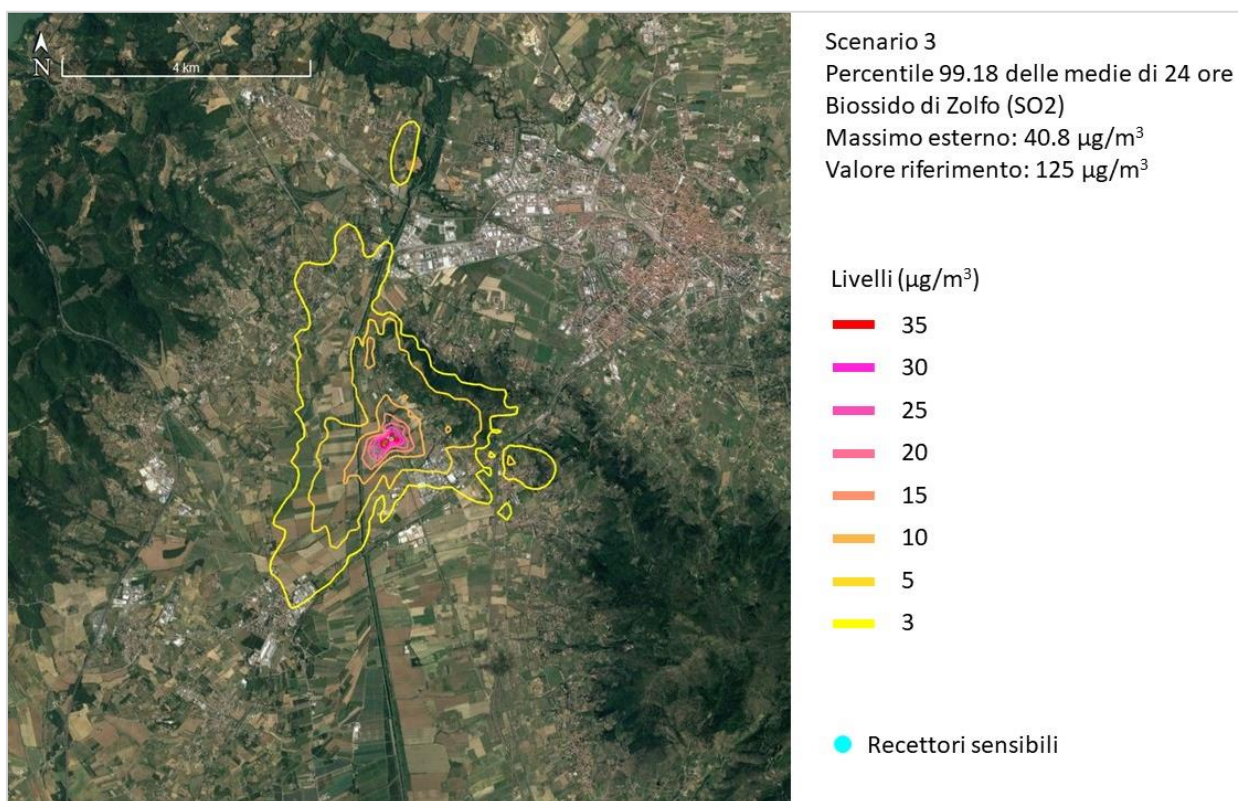 N
4 km
Scenario 3
Percentile 99.18 delle medie di 24 ore
Biossido di Zolfo (SO2)
Massimo esterno: 40.8 µg/m³
Valore riferimento: 125 µg/m³
Livelli (µg/m³)
35
30
25
20
15
10
5
3
Recettori sensibili